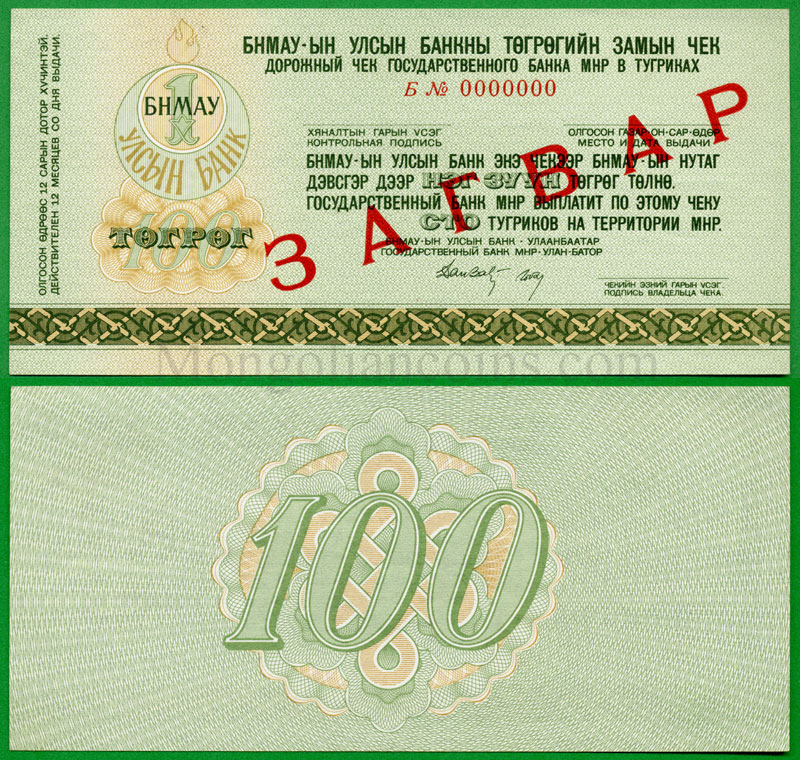 БНМАУ-ЫН УЛСЫН БАНКНЫ ТӨГРӨГИЙН ЗАМЫН ЧЕК
ДОРОЖНЫЙ ЧЕК ГОСУДАРСТВЕННОГО БАНКА МНР В ТУГРИКАХ
Б № 0000000
ОЛГОСОН ӨДРӨӨС 12 САРЫН ДОТОР ХҮЧИНТЭЙ.
ДЕЙСТВИТЕЛЕН 12 МЕСЯЦЕВ СО ДНЯ ВЫДАЧИ.
1
БНМАУ
УЛСЫН БАНК
100
ТӨГРӨГ
ХЯНАЛТЫН ГАРЫН ҮСЭГ
КОНТРОЛЬНАЯ ПОДПИСЬ
ОЛГОСОН ГАЗАР·ОН·САР·ӨДӨР
МЕСТО И ДАТА ВЫДАЧИ
БНМАУ-ЫН УЛСЫН БАНК ЭНЭ ЧЕКЭЭР БНМАУ-ЫН НУТАГ
ДЭВСГЭР ДЭЭР НЭГ ЗУУН ТӨГРӨГ ТӨЛНӨ.
ГОСУДАРСТВЕННЫЙ БАНК МНР ВЫПЛАТИТ ПО ЭТОМУ ЧЕКУ
СТО ТУГРИКОВ НА ТЕРРИТОРИИ МНР.
БНМАУ-ЫН УЛСЫН БАНК · УЛААНБААТАР
ГОСУДАРСТВЕННЫЙ БАНК МНР · УЛАН-БАТОР
ЧЕКИЙН ЭЗНИЙ ГАРЫН ҮСЭГ.
ПОДПИСЬ ВЛАДЕЛЬЦА ЧЕКА.
ЗАГВАР
Mongoliancoins.com
100